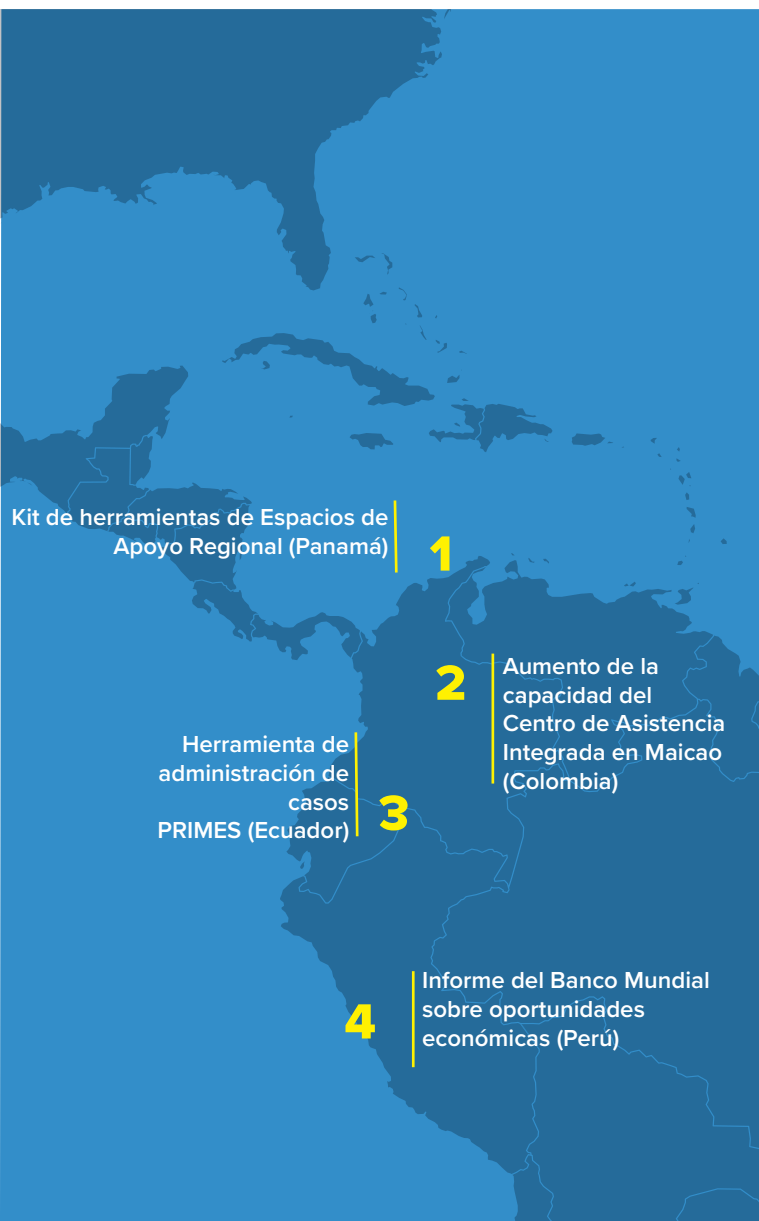 Kit de herramientas de Espacios de
Apoyo Regional (Panamá)
1
2
Aumento de la
capacidad del
Centro de Asistencia
Integrada en Maicao
(Colombia)
Herramienta de
administración de
casos
PRIMES (Ecuador)
3
4
Informe del Banco Mundial
sobre oportunidades
económicas (Perú)